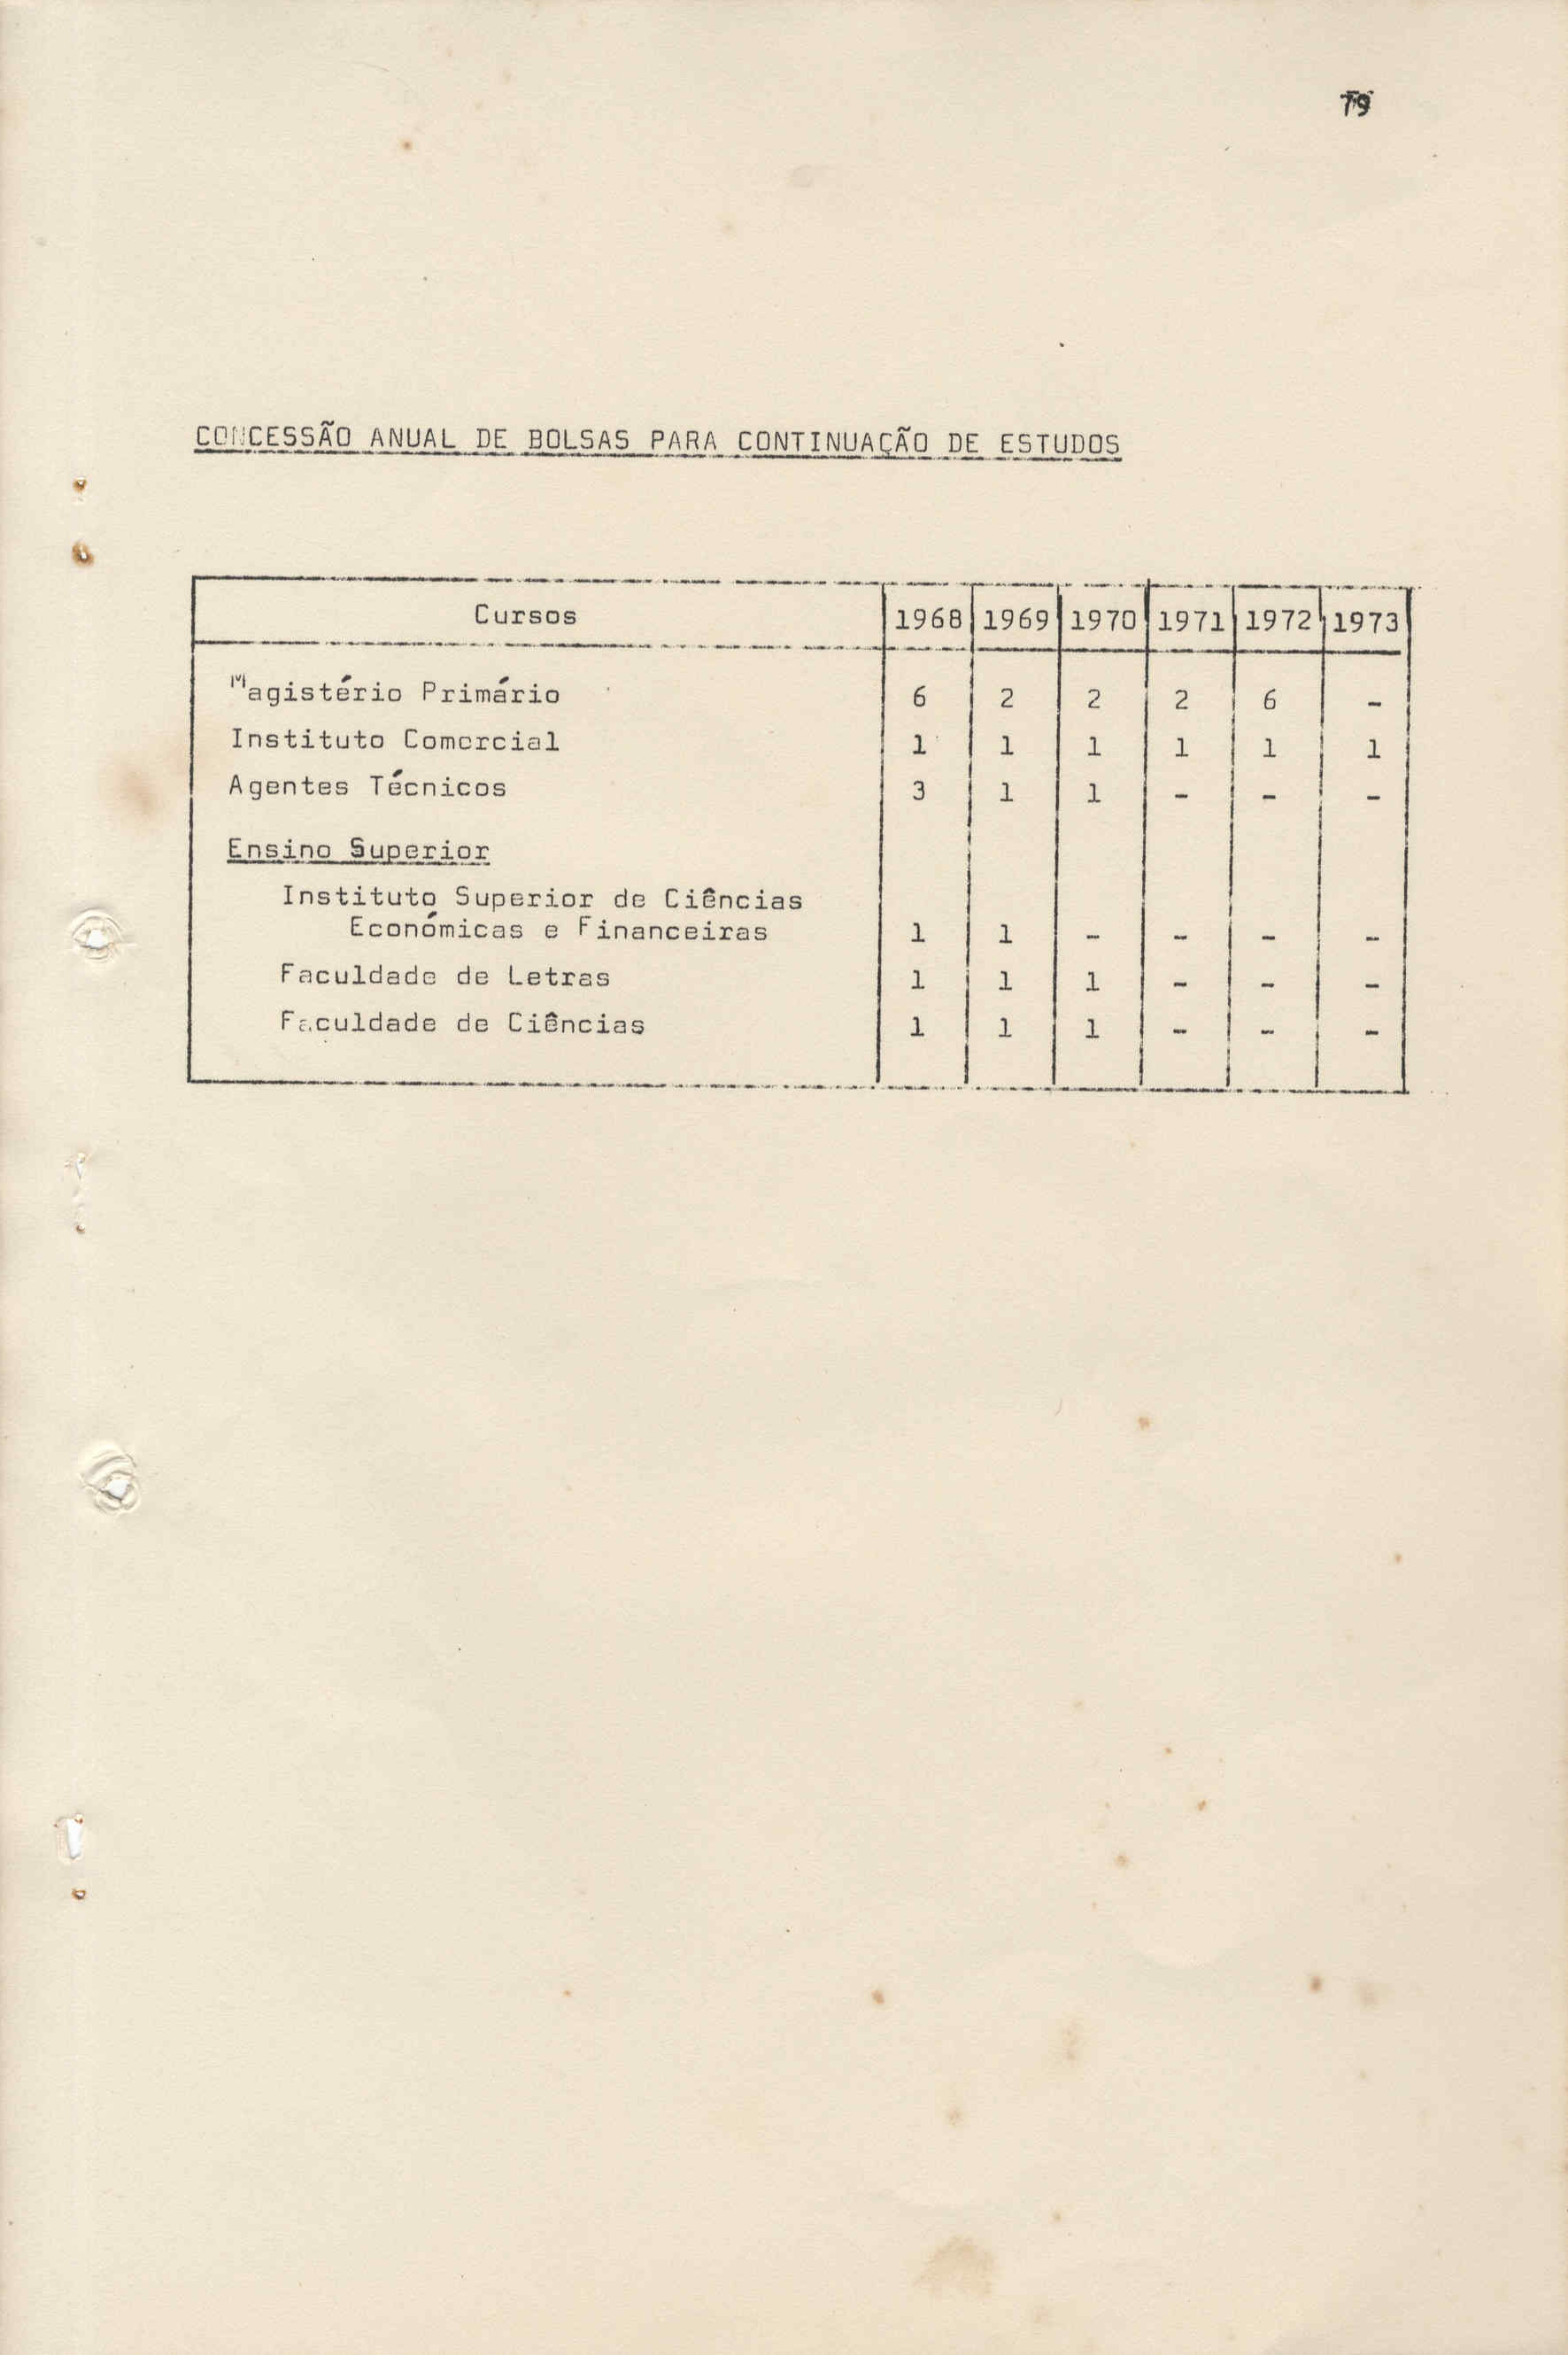 79
CONCESSÃO ANUAL DE BOLSAS PARA CONTINUAÇÃO DE ESTUDOS
Cursos 1968 1969 1970 1971 1972 1973
Magistério Primário 6 2 2 2 6 -
Instituto Comercial 1 1 1 1 1 1
Agentes Técnicos 3 1 1 - - -
Ensino Superior
Instituto Superior de Ciências
Económicas e Financeiras 1 1 - - - -
Faculdade de Letras 1 1 1 - - -
Faculdade de Ciências 1 1 1 - - -